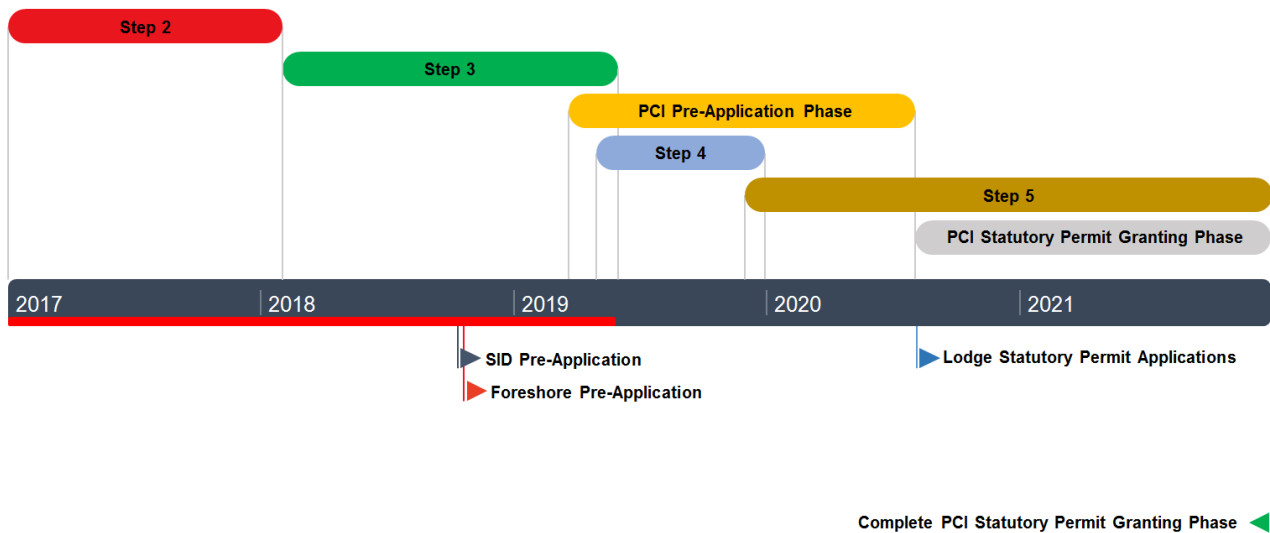 Step 2
Step 3
PCI Pre-Application Phase
Step 4
Step 5
PCI Statutory Permit Granting Phase
2017
2018
2019
2020
2021
SID Pre-Application
Lodge Statutory Permit Applications
Foreshore Pre-Application
Complete PCI Statutory Permit Granting Phase